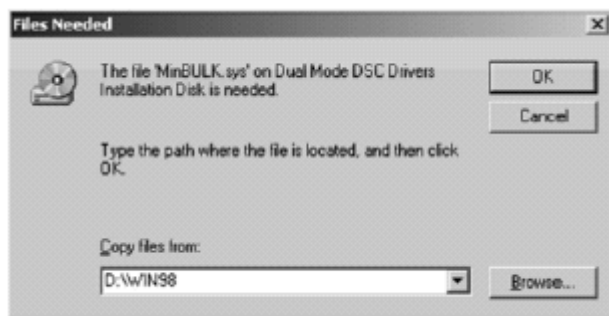 Files Needed
The file 'MinBULK.sys' on Dual Mode DSC Drivers
Installation Disk is needed.
OK
Cancel
Type the path where the file is located, and then click
OK.
Copy files from:
D:\WIN98
Browse...